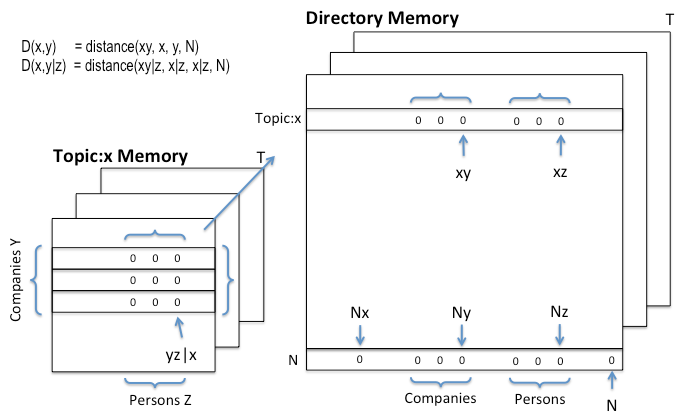 Directory Memory
T
D(x,y) = distance(xy, x, y, N)
D(x,y|z) = distance(xy|z, x|z, x|z, N)
Topic:x
0 0 0 0 0 0
xy xz
Topic:x Memory
T
Companies Y
0 0 0
0 0 0
0 0 0
yz|x
Persons Z
Nx Ny Nz
N
0 0 0 0 0 0 0 0
Companies Persons
N